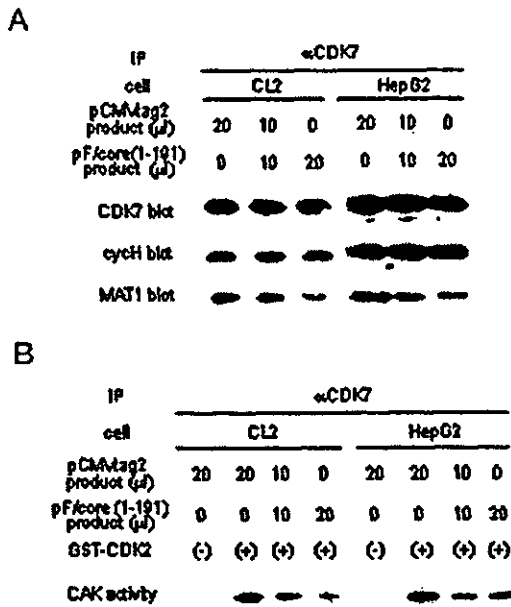 A
IP αCDK7
cell CL2 HepG2
pCMVtag2 product (µl) 20 10 0 20 10 0
pF/core(1-191) product (µl) 0 10 20 0 10 20
CDK7 blot
cycH blot
MAT1 blot
B
IP αCDK7
cell CL2 HepG2
pCMVtag2 product (µl) 20 20 10 0 20 20 10 0
pF/core (1-191) product (µl) 0 0 10 20 0 0 10 20
GST-CDK2 (-) (+) (+) (+) (-) (+) (+) (+)
CAK activity